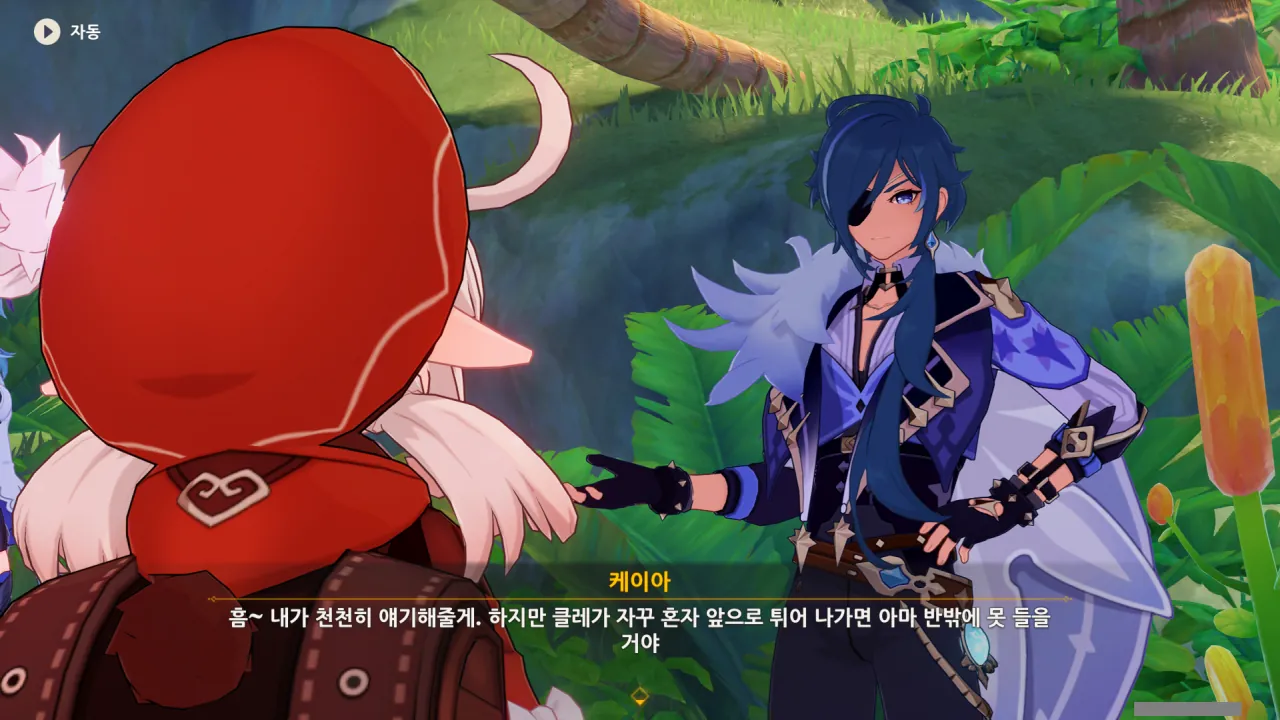 자동
케이아
흠~ 내가 천천히 얘기해줄게. 하지만 클레가 자꾸 혼자 앞으로 튀어 나가면 아마 반밖에 못 들을
거야